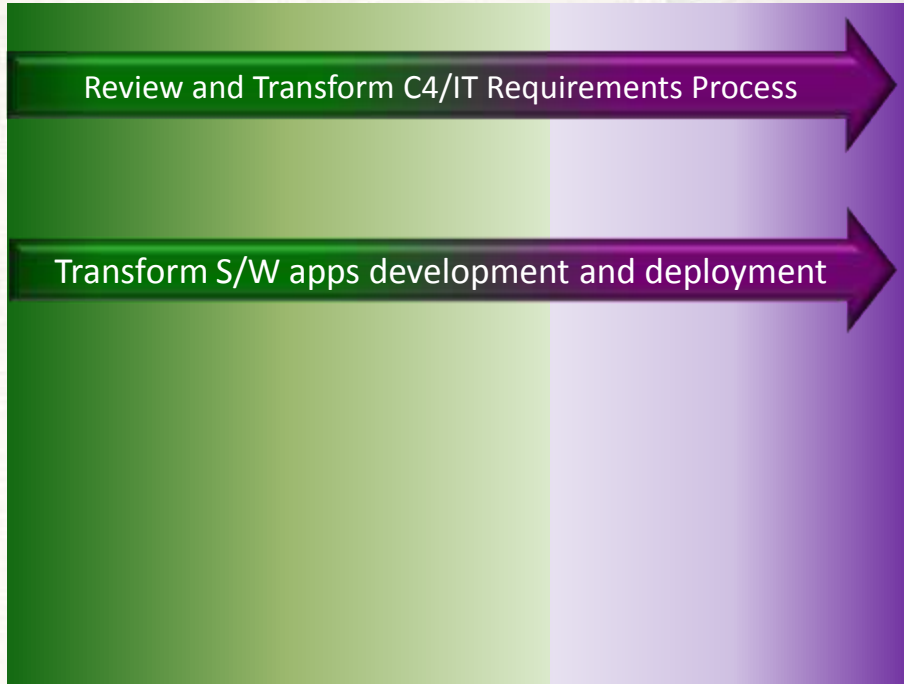 Review and Transform C4/IT Requirements Process
Transform S/W apps development and deployment